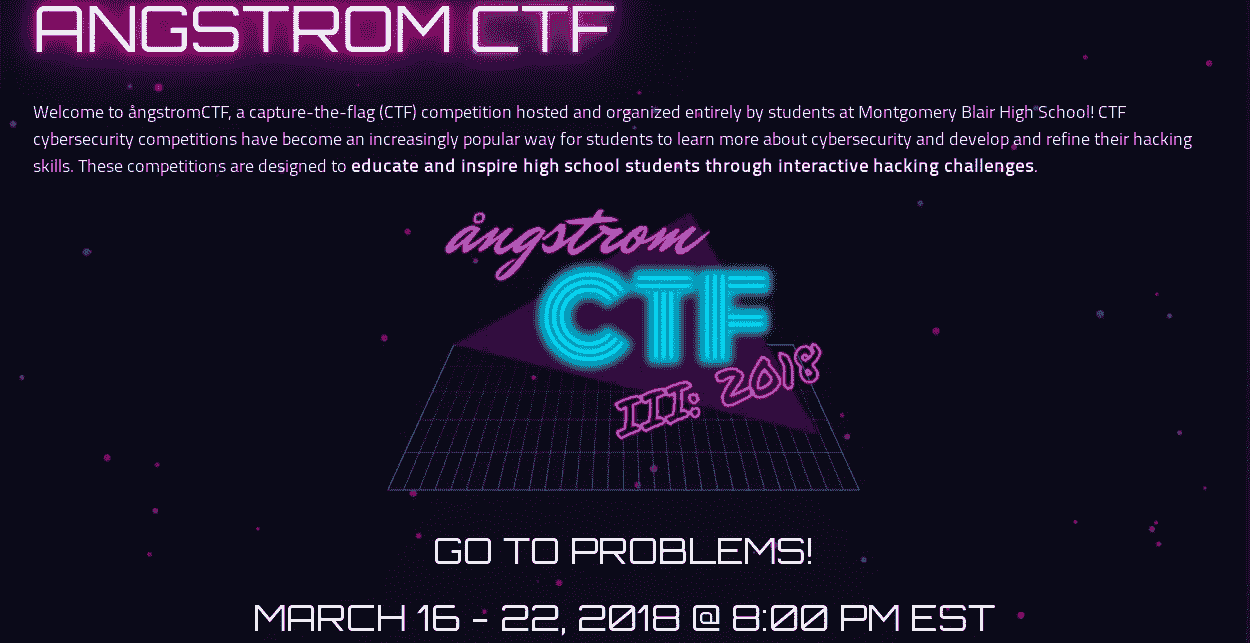 ANGSTROM CTF
Welcome to ångstromCTF, a capture-the-flag (CTF) competition hosted and organized entirely by students at Montgomery Blair High School! CTF
cybersecurity competitions have become an increasingly popular way for students to learn more about cybersecurity and develop and refine their hacking
skills. These competitions are designed to educate and inspire high school students through interactive hacking challenges.
ångstrom
CTF
III: 2018
GO TO PROBLEMS!
MARCH 16 - 22, 2018 @ 8:00 PM EST